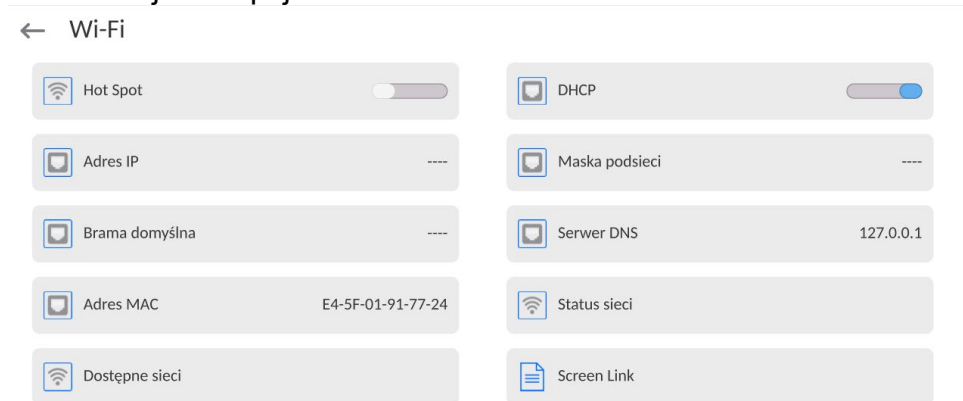 ← Wi-Fi
Hot Spot
DHCP
Adres IP ----
Maska podsieci ----
Brama domyślna ----
Serwer DNS 127.0.0.1
Adres MAC E4-5F-01-91-77-24
Status sieci
Dostępne sieci
Screen Link